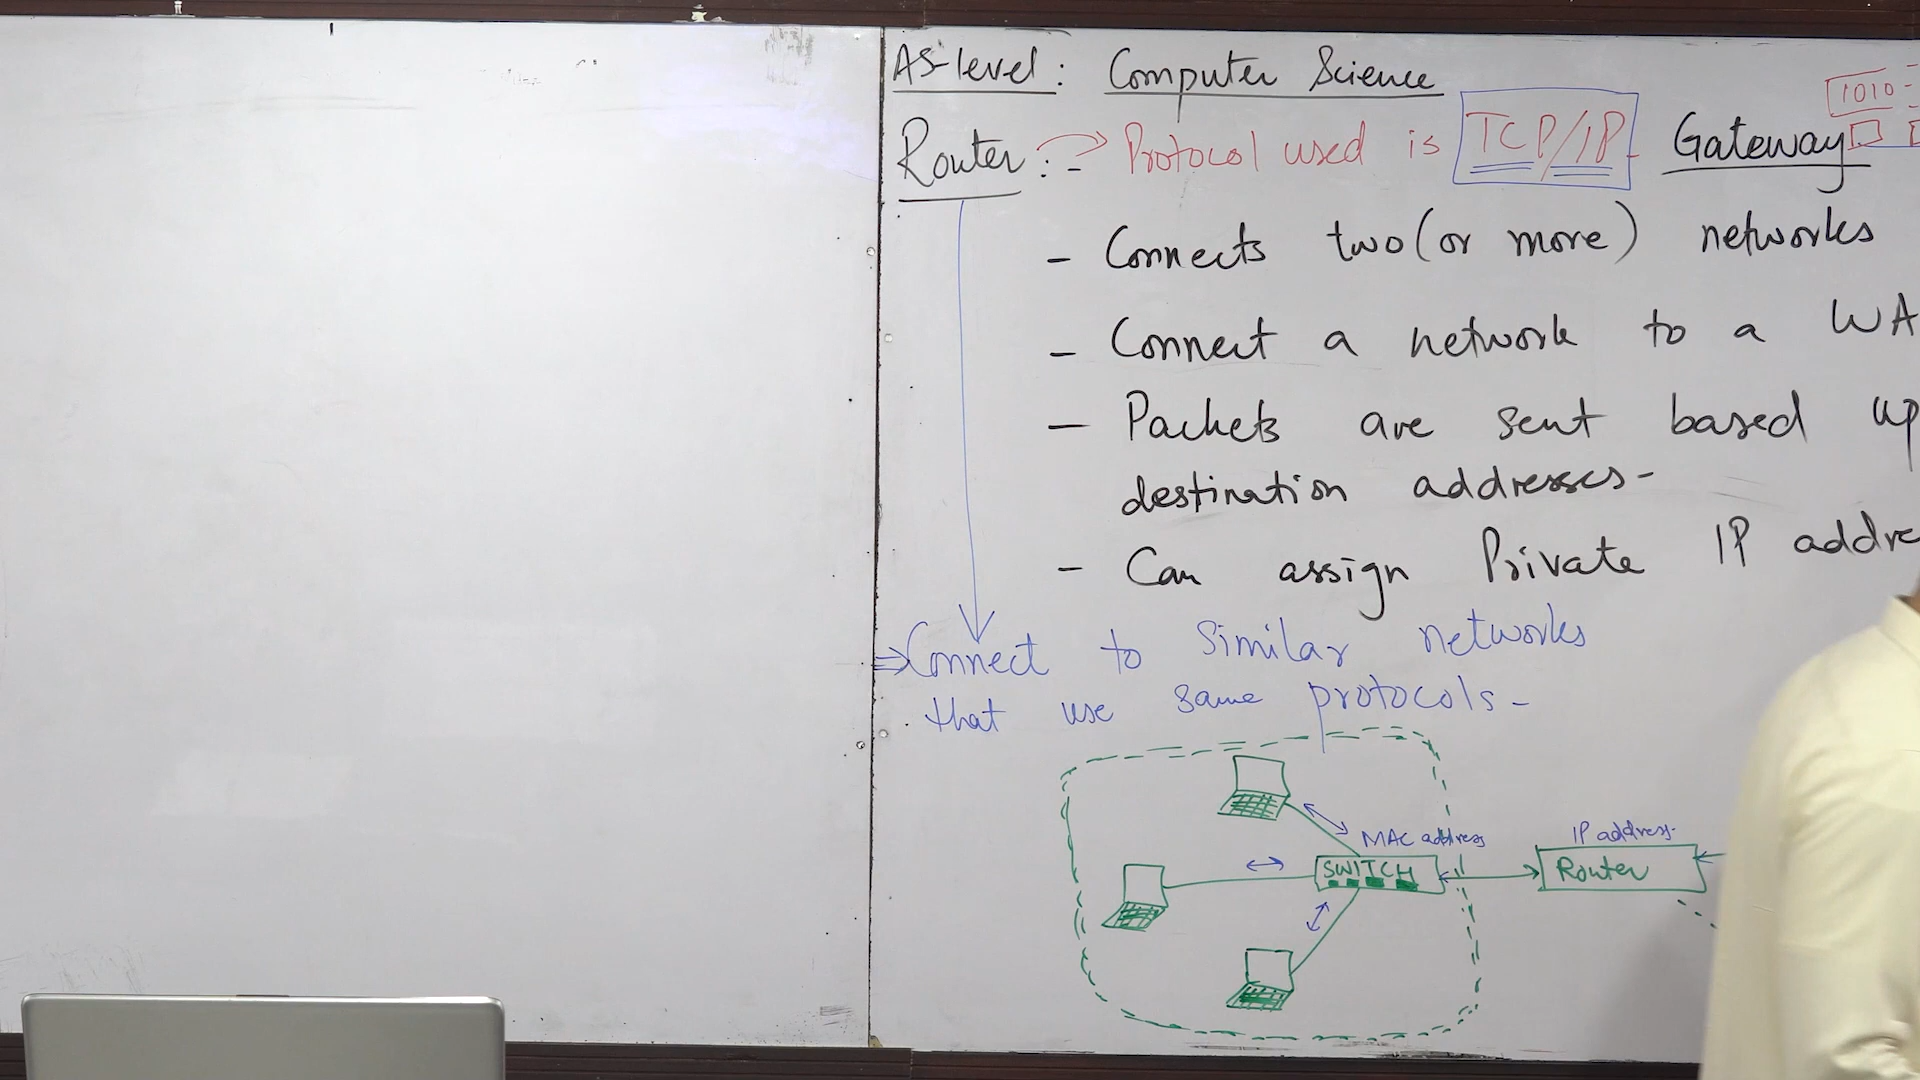 AS-level : Computer Science
1010-
Router :- Protocol used is TCP/IP- Gateway
- Connects two (or more) networks
- Connect a network to a WA
- Packets are sent based up
destination addresses-
- Can assign Private IP addre
⇒ Connect to similar networks
that use same protocols-
MAC address
IP address-
SWITCH
Router